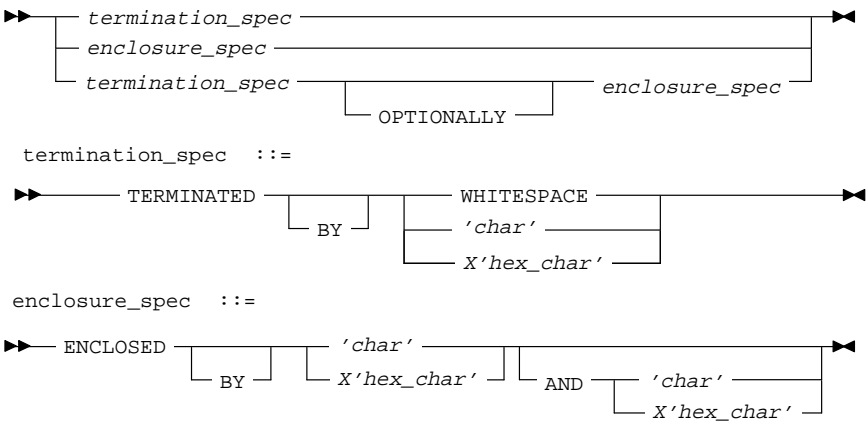 termination_spec
enclosure_spec
termination_spec enclosure_spec
OPTIONALLY
termination_spec ::=
TERMINATED WHITESPACE
BY 'char'
X'hex_char'
enclosure_spec ::=
ENCLOSED 'char'
BY X'hex_char' AND 'char'
X'hex_char'